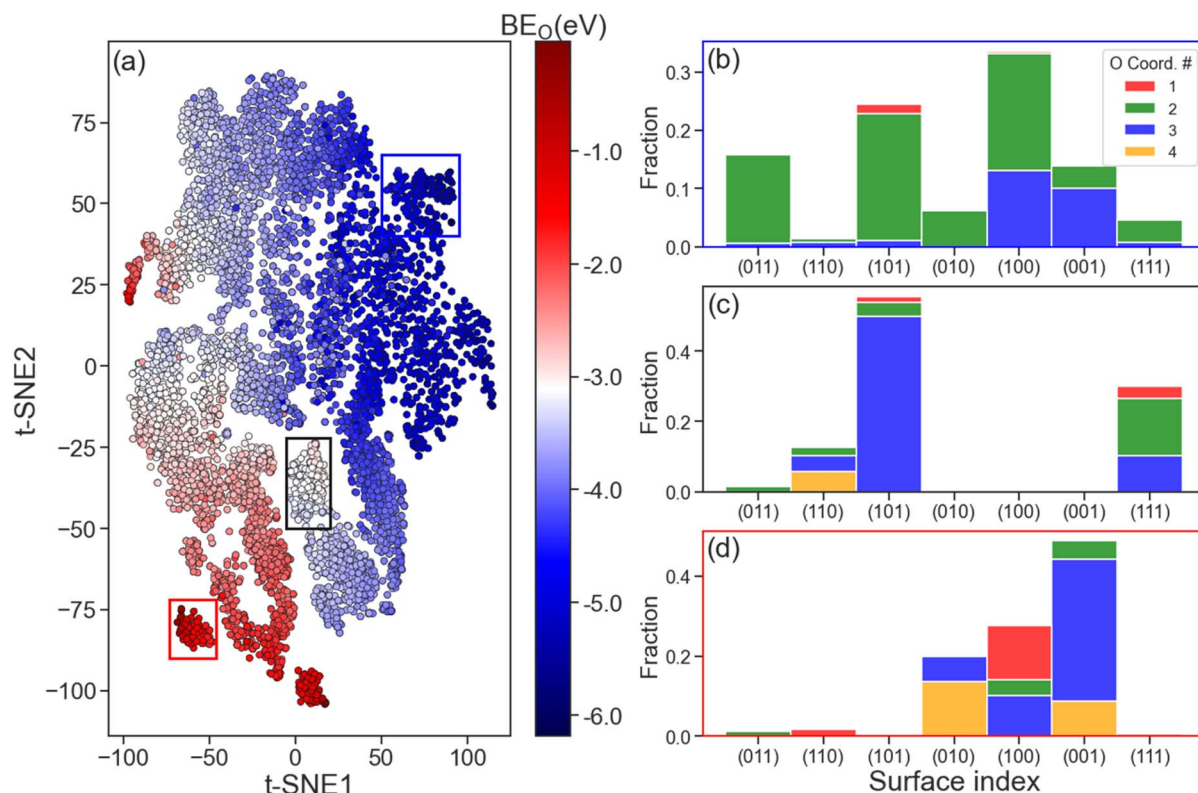 BE_O(eV)
(a)
75
50
25
0
−25
−50
−75
−100
t-SNE2
−100
−50
0
50
100
t-SNE1
-1.0
-2.0
-3.0
-4.0
-5.0
-6.0
(b)
Fraction
0.3
0.2
0.1
0.0
O Coord. #
1
2
3
4
(011) (110) (101) (010) (100) (001) (111)
(c)
Fraction
0.4
0.2
0.0
(011) (110) (101) (010) (100) (001) (111)
(d)
Fraction
0.4
0.2
0.0
(011) (110) (101) (010) (100) (001) (111)
Surface index